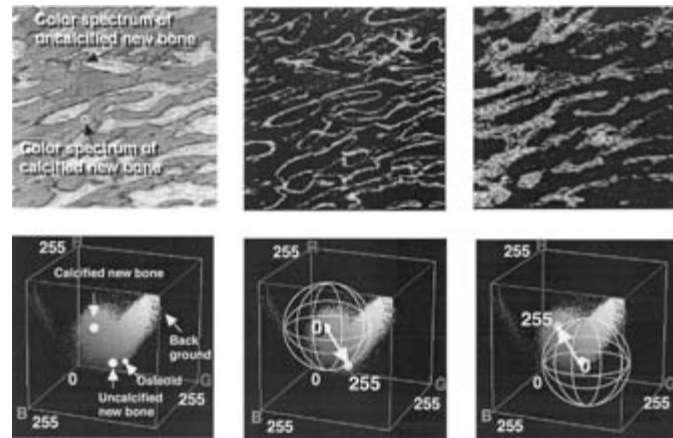 Color spectrum of
uncalcified new bone
Color spectrum of
calcified new bone
255
R
Calcified new bone
255
Back
ground
0
Osteoid
G
Uncalcified
new bone
B
255
255
R
255
0
0
255
G
B
255
R
255
255
255
0
0
G
B
255
255